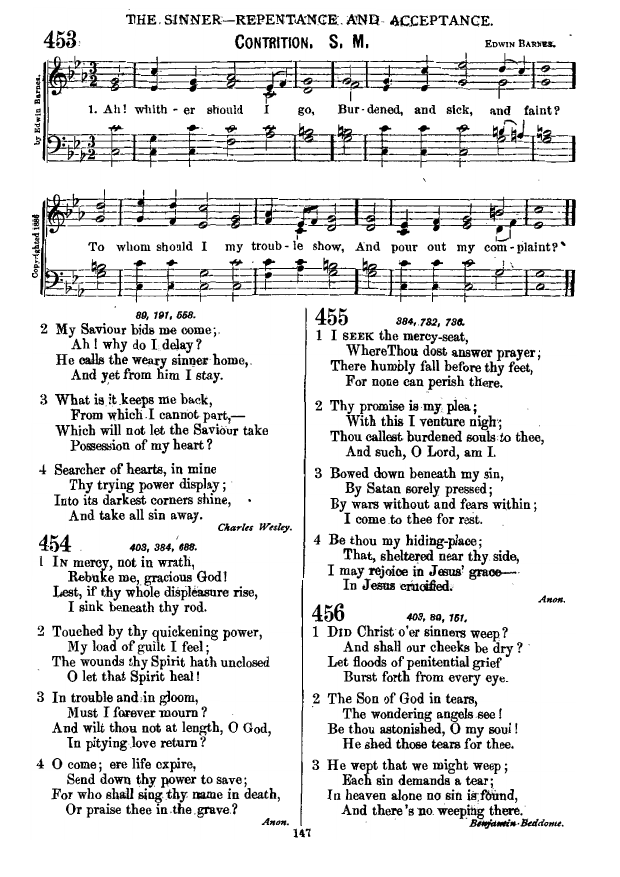 THE SINNER—REPENTANCE AND ACCEPTANCE.
453
CONTRITION. S. M.
EDWIN BARNES.
by Edwin Barnes.
1. Ah! whith - er should I go, Bur - dened, and sick, and faint?
Copyrighted 1886
To whom should I my troub - le show, And pour out my com - plaint?
89, 191, 558.
2 My Saviour bids me come;
Ah! why do I delay?
He calls the weary sinner home,
And yet from him I stay.
3 What is it keeps me back,
From which I cannot part,—
Which will not let the Saviour take
Possession of my heart?
4 Searcher of hearts, in mine
Thy trying power display;
Into its darkest corners shine,
And take all sin away.
Charles Wesley.
454
403, 384, 688.
1 IN mercy, not in wrath,
Rebuke me, gracious God!
Lest, if thy whole displeasure rise,
I sink beneath thy rod.
2 Touched by thy quickening power,
My load of guilt I feel;
The wounds thy Spirit hath unclosed
O let that Spirit heal!
3 In trouble and in gloom,
Must I forever mourn?
And wilt thou not at length, O God,
In pitying love return?
4 O come; ere life expire,
Send down thy power to save;
For who shall sing thy name in death,
Or praise thee in the grave?
Anon.
455
384, 782, 736.
1 I SEEK the mercy-seat,
Where Thou dost answer prayer;
There humbly fall before thy feet,
For none can perish there.
2 Thy promise is my plea;
With this I venture nigh;
Thou callest burdened souls to thee,
And such, O Lord, am I.
3 Bowed down beneath my sin,
By Satan sorely pressed;
By wars without and fears within;
I come to thee for rest.
4 Be thou my hiding-place;
That, sheltered near thy side,
I may rejoice in Jesus' grace—
In Jesus crucified.
Anon.
456
403, 89, 151.
1 DID Christ o'er sinners weep?
And shall our cheeks be dry?
Let floods of penitential grief
Burst forth from every eye.
2 The Son of God in tears,
The wondering angels see!
Be thou astonished, O my soul!
He shed those tears for thee.
3 He wept that we might weep;
Each sin demands a tear;
In heaven alone no sin is found,
And there's no weeping there.
Benjamin Beddome.
147